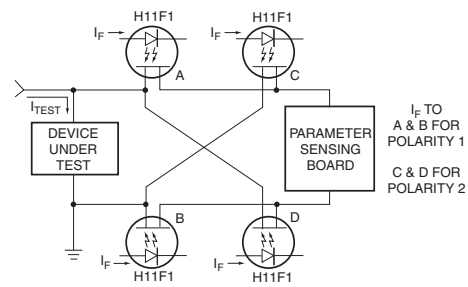 H11F1
H11F1
IF
IF
A
C
ITEST
DEVICE
UNDER
TEST
PARAMETER
SENSING
BOARD
IF TO
A & B FOR
POLARITY 1
C & D FOR
POLARITY 2
B
D
IF
IF
H11F1
H11F1